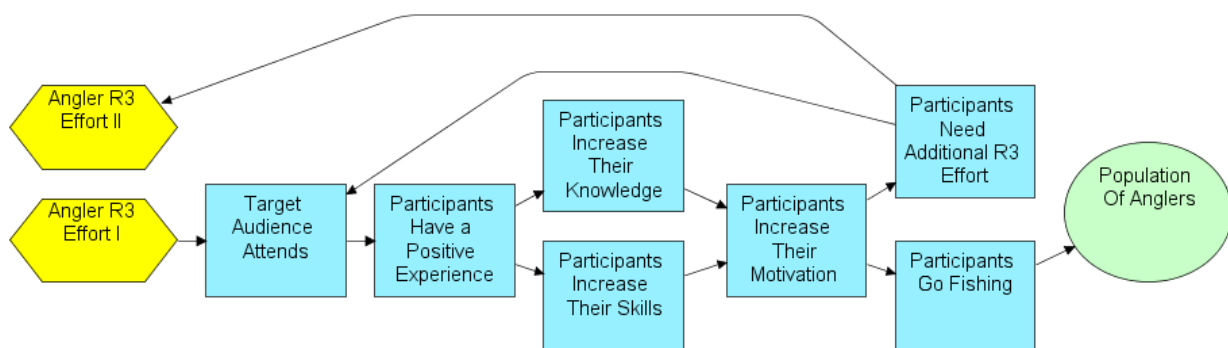 Angler R3
Effort II
Angler R3
Effort I
Target
Audience
Attends
Participants
Have a
Positive
Experience
Participants
Increase
Their
Knowledge
Participants
Increase
Their Skills
Participants
Increase
Their
Motivation
Participants
Need
Additional R3
Effort
Participants
Go Fishing
Population
Of Anglers